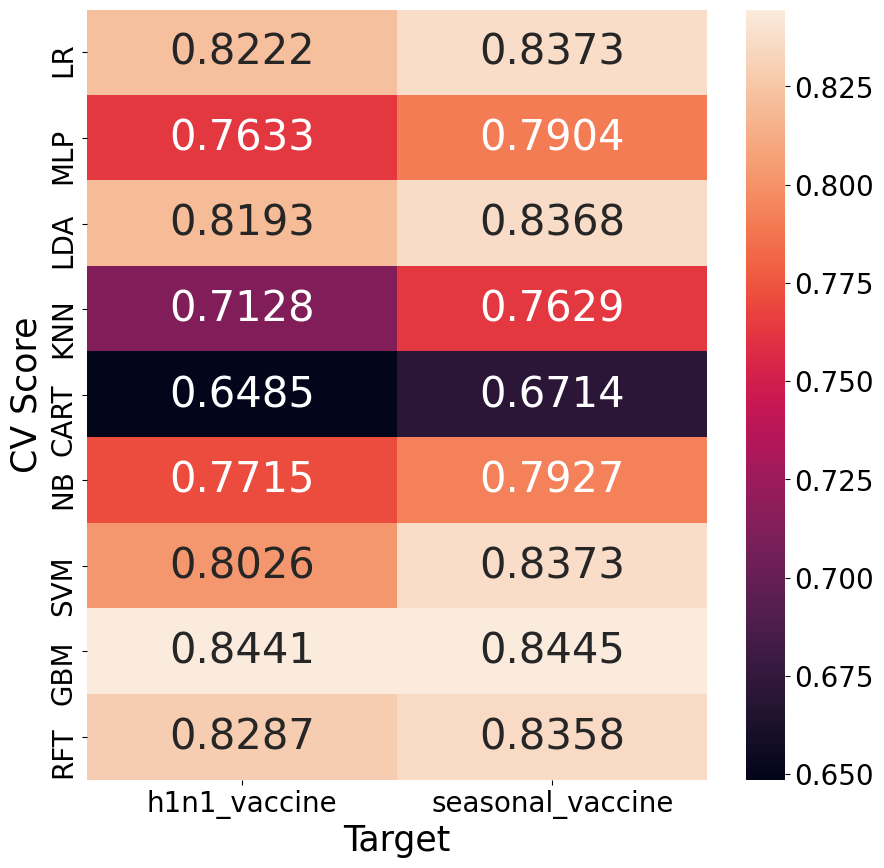 CV Score
LR 0.8222 0.8373
MLP 0.7633 0.7904
LDA 0.8193 0.8368
KNN 0.7128 0.7629
CART 0.6485 0.6714
NB 0.7715 0.7927
SVM 0.8026 0.8373
GBM 0.8441 0.8445
RFT 0.8287 0.8358
h1n1_vaccine seasonal_vaccine
Target
0.825
0.800
0.775
0.750
0.725
0.700
0.675
0.650